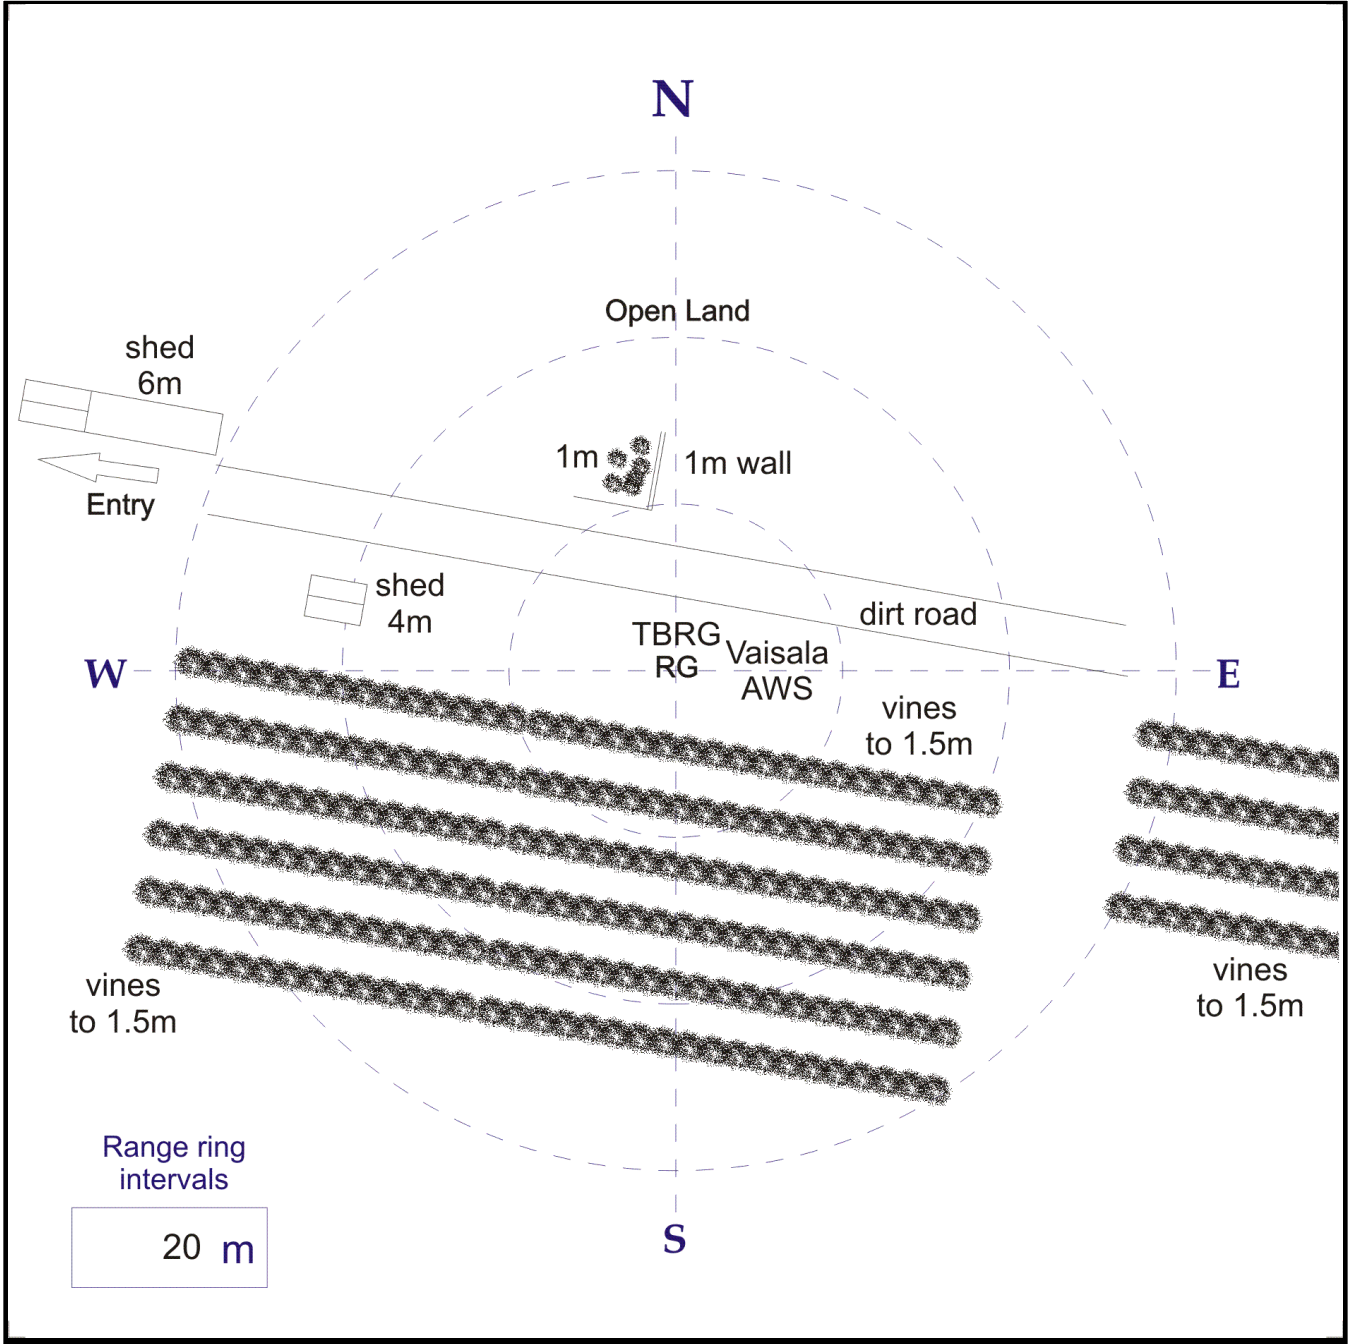 N
Open Land
shed
6m
1m
1m wall
Entry
shed
4m
dirt road
TBRG
RG
Vaisala
AWS
W
E
vines
to 1.5m
vines
to 1.5m
vines
to 1.5m
Range ring
intervals
20 m
S